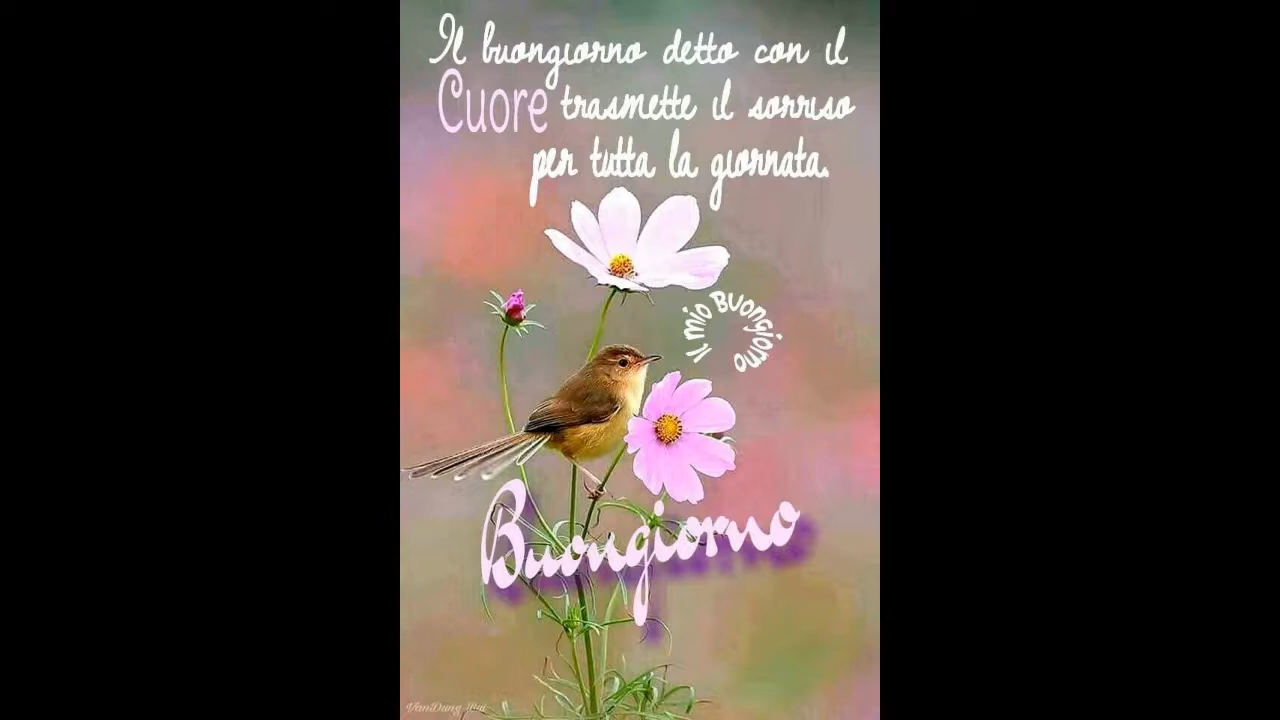 Il buongiorno detto con il
Cuore trasmette il sorriso
per tutta la giornata.
Il mio Buongiorno
Buongiorno